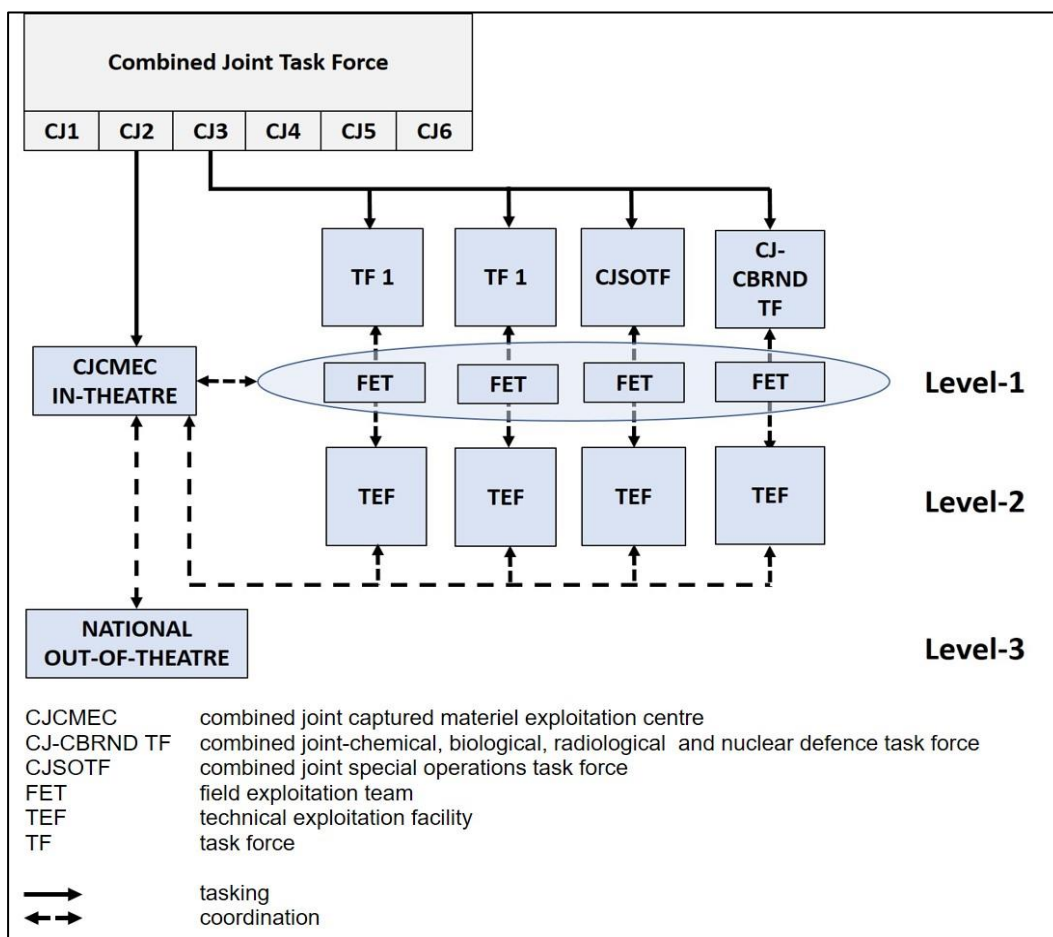 Combined Joint Task Force
CJ1 CJ2 CJ3 CJ4 CJ5 CJ6
TF 1
TF 1
CJSOTF
CJ-
CBRND
TF
CJCMEC
IN-THEATRE
FET
FET
FET
FET
Level-1
TEF
TEF
TEF
TEF
Level-2
NATIONAL
OUT-OF-THEATRE
Level-3
CJCMEC combined joint captured materiel exploitation centre
CJ-CBRND TF combined joint-chemical, biological, radiological and nuclear defence task force
CJSOTF combined joint special operations task force
FET field exploitation team
TEF technical exploitation facility
TF task force
tasking
coordination